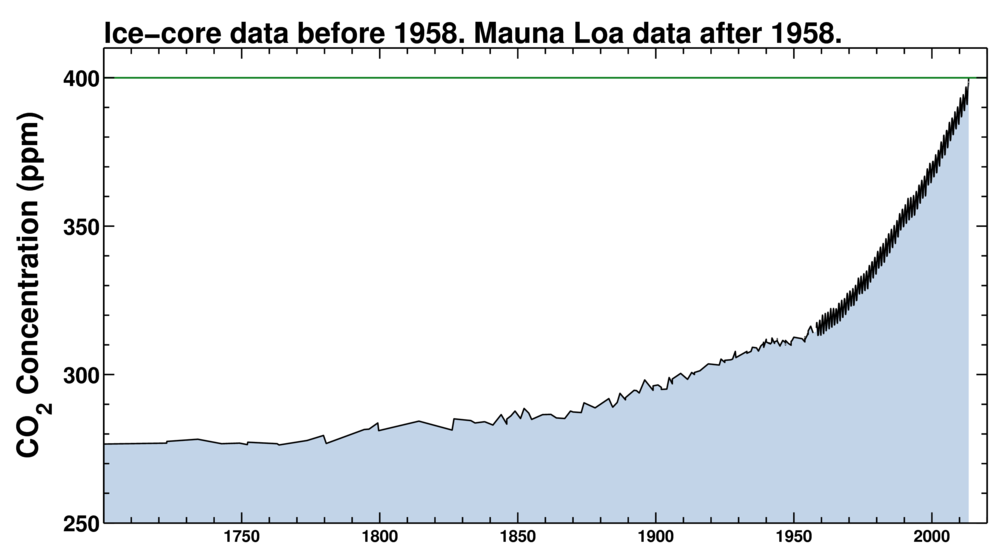 Ice–core data before 1958. Mauna Loa data after 1958.
CO2 Concentration (ppm)
400
350
300
250
1750 1800 1850 1900 1950 2000